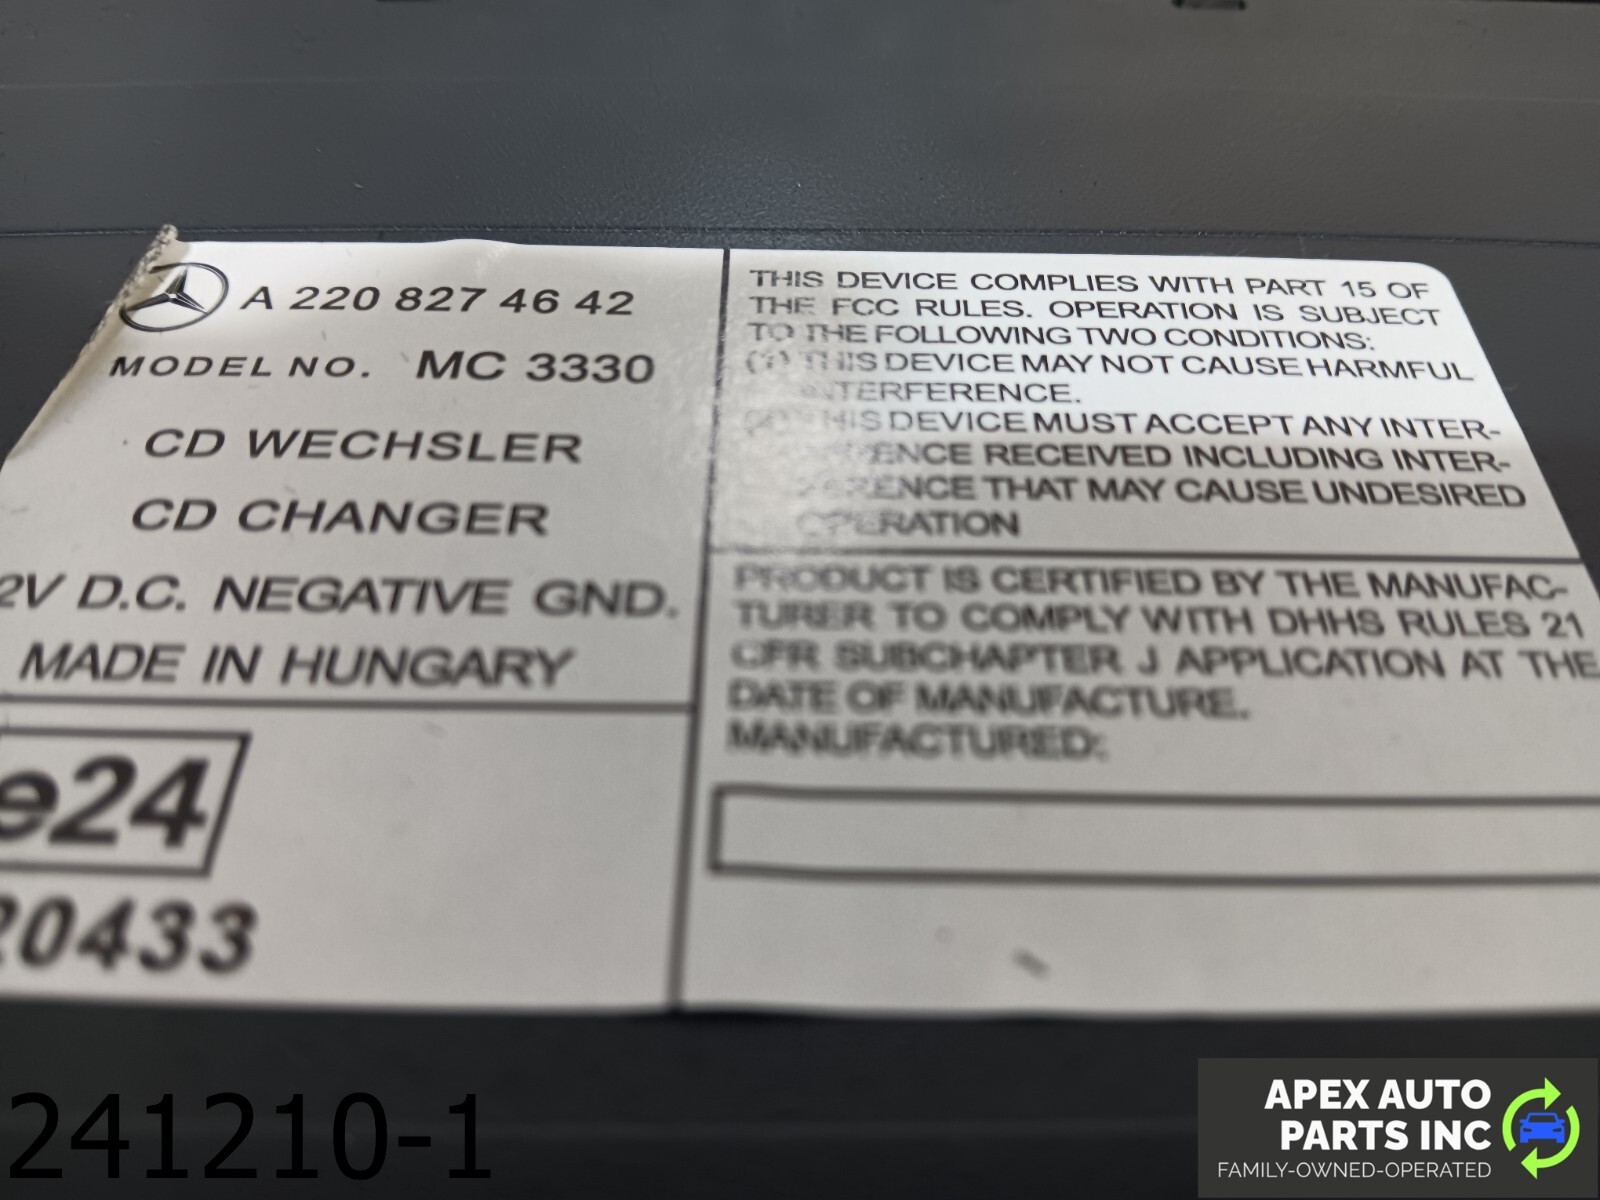 A 220 827 46 42
MODEL NO. MC 3330
CD WECHSLER
CD CHANGER
2V D.C. NEGATIVE GND.
MADE IN HUNGARY
e24
20433
THIS DEVICE COMPLIES WITH PART 15 OF
THE FCC RULES. OPERATION IS SUBJECT
TO THE FOLLOWING TWO CONDITIONS:
(1) THIS DEVICE MAY NOT CAUSE HARMFUL
INTERFERENCE.
(2) THIS DEVICE MUST ACCEPT ANY INTER-
FERENCE RECEIVED INCLUDING INTER-
FERENCE THAT MAY CAUSE UNDESIRED
OPERATION
PRODUCT IS CERTIFIED BY THE MANUFAC-
TURER TO COMPLY WITH DHHS RULES 21
CFR SUBCHAPTER J APPLICATION AT THE
DATE OF MANUFACTURE.
MANUFACTURED:
241210-1
APEX AUTO
PARTS INC
FAMILY-OWNED-OPERATED